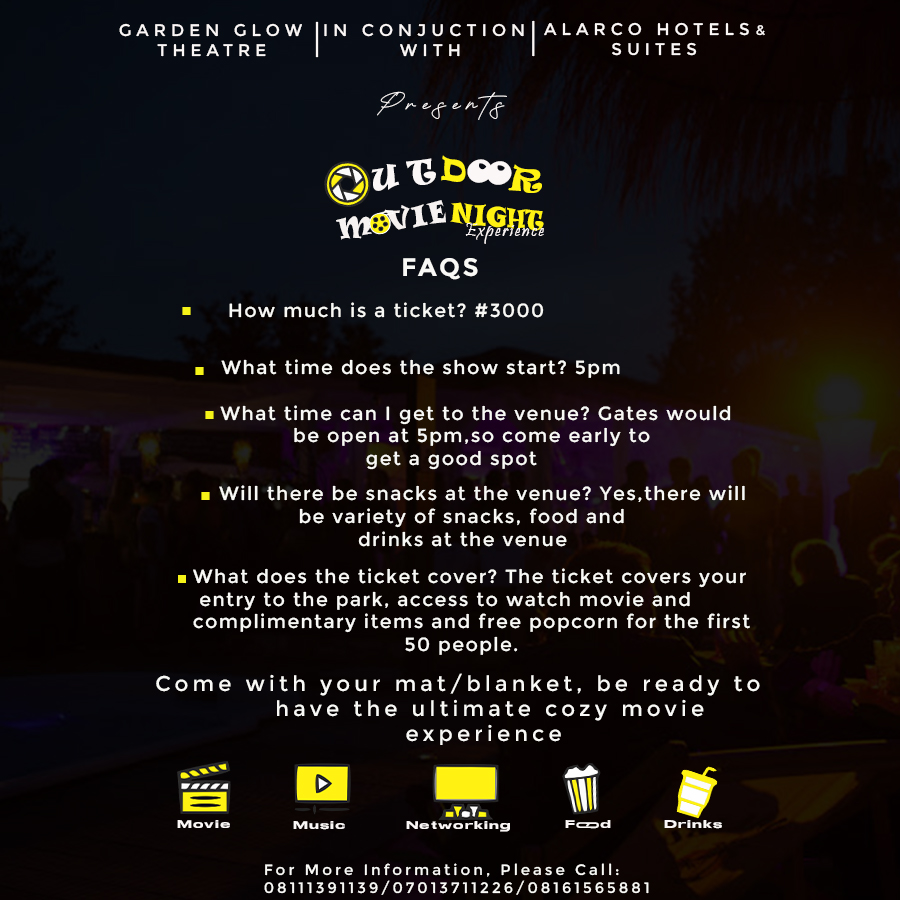 GARDEN GLOW THEATRE | IN CONJUCTION WITH | ALARCO HOTELS & SUITES
Presents
OUTDOOR
MOVIE NIGHT
Experience
FAQS
How much is a ticket? #3000
What time does the show start? 5pm
What time can I get to the venue? Gates would
be open at 5pm,so come early to
get a good spot
Will there be snacks at the venue? Yes,there will
be variety of snacks, food and
drinks at the venue
What does the ticket cover? The ticket covers your
entry to the park, access to watch movie and
complimentary items and free popcorn for the first
50 people.
Come with your mat/blanket, be ready to
have the ultimate cozy movie
experience
Movie Music Networking Food Drinks
For More Information, Please Call:
08111391139/07013711226/08161565881